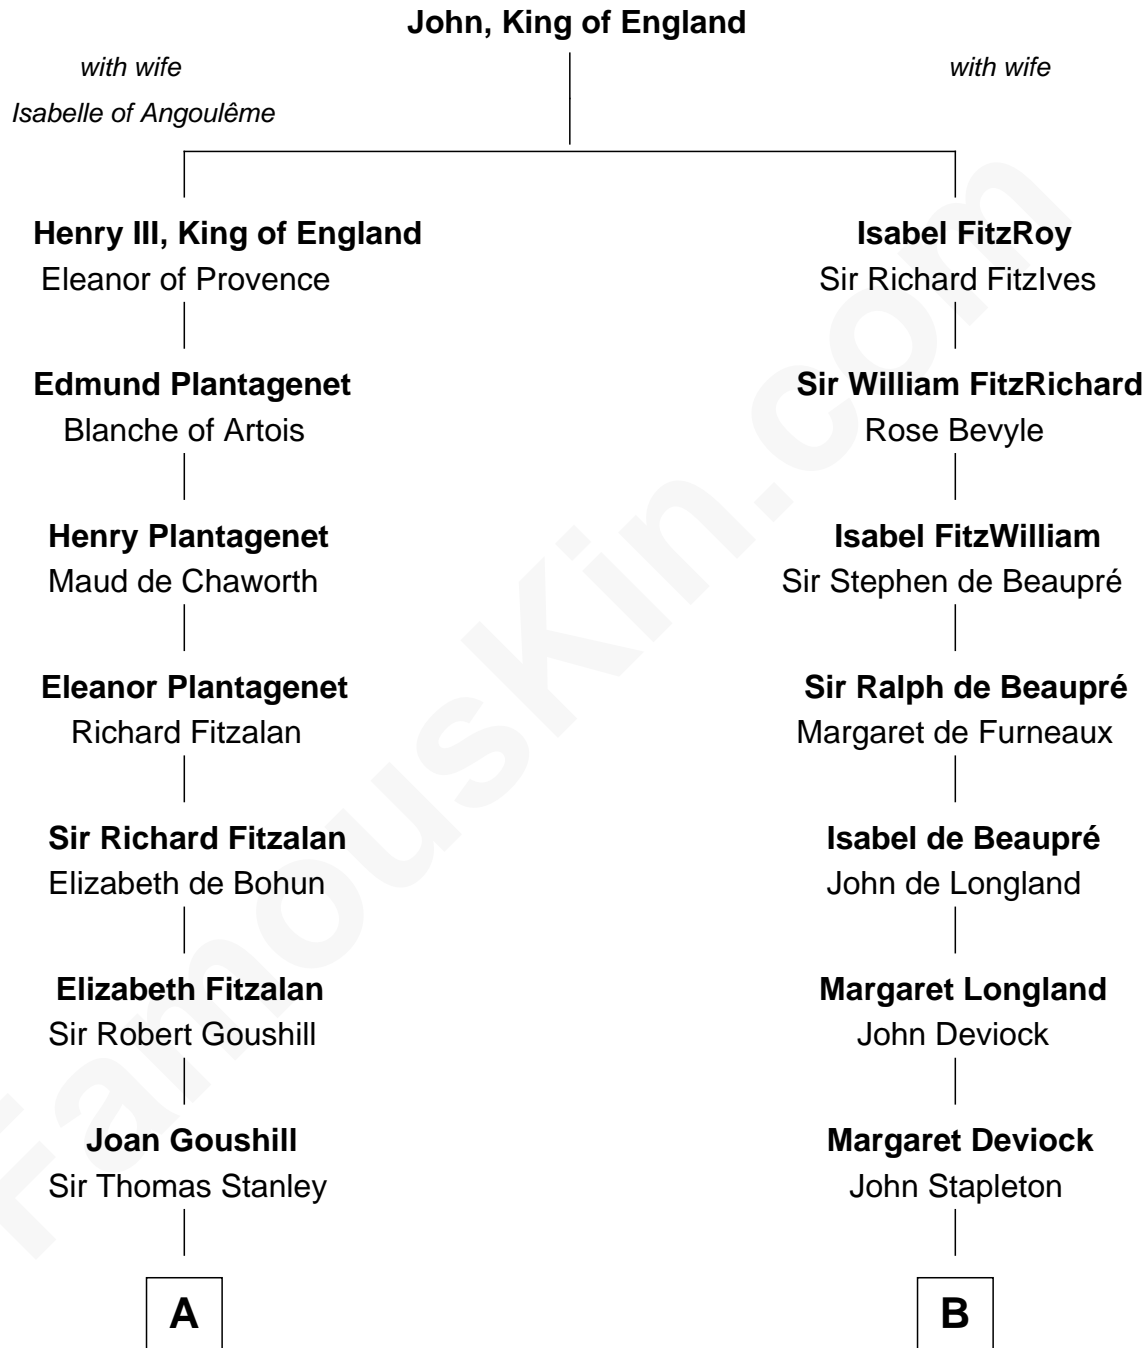 John, King of England
with wife
Isabelle of Angoulême
with wife
Henry III, King of England
Eleanor of Provence
Isabel FitzRoy
Sir Richard FitzIves
Edmund Plantagenet
Blanche of Artois
Sir William FitzRichard
Rose Bevyle
Henry Plantagenet
Maud de Chaworth
Isabel FitzWilliam
Sir Stephen de Beaupré
Eleanor Plantagenet
Richard Fitzalan
Sir Ralph de Beaupré
Margaret de Furneaux
Sir Richard Fitzalan
Elizabeth de Bohun
Isabel de Beaupré
John de Longland
Elizabeth Fitzalan
Sir Robert Goushill
Margaret Longland
John Deviock
Joan Goushill
Sir Thomas Stanley
Margaret Deviock
John Stapleton
A
B
FamousKin.com